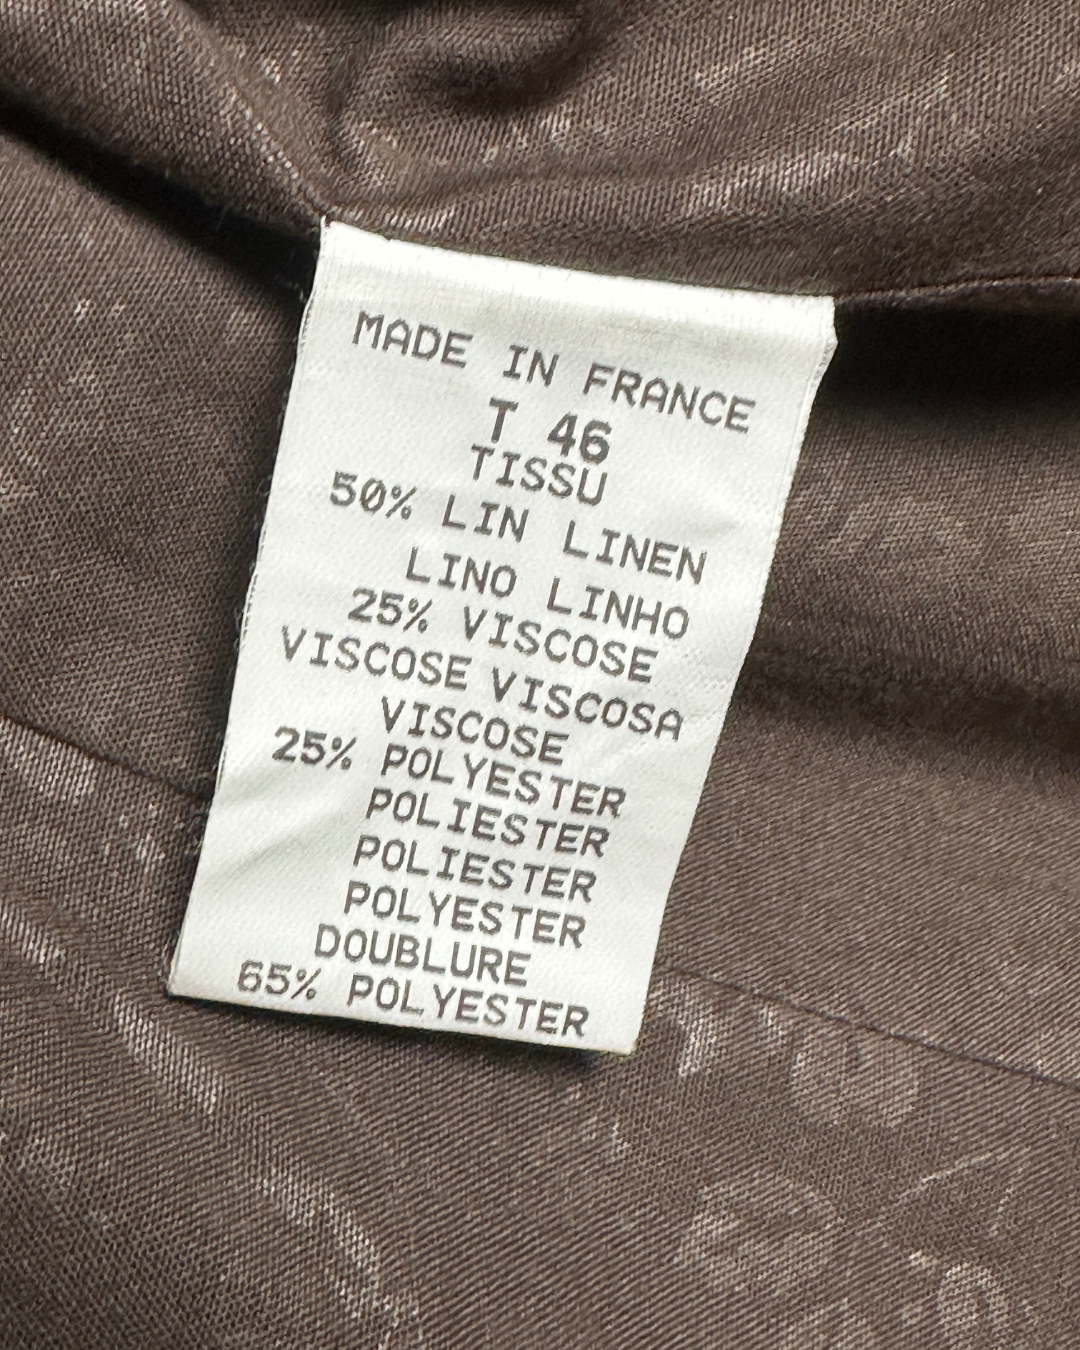 MADE IN FRANCE
T 46
TISSU
50% LIN LINEN
LINO LINHO
25% VISCOSE
VISCOSE VISCOSA
VISCOSE
25% POLYESTER
POLIESTER
POLIESTER
POLYESTER
DOUBLURE
65% POLYESTER